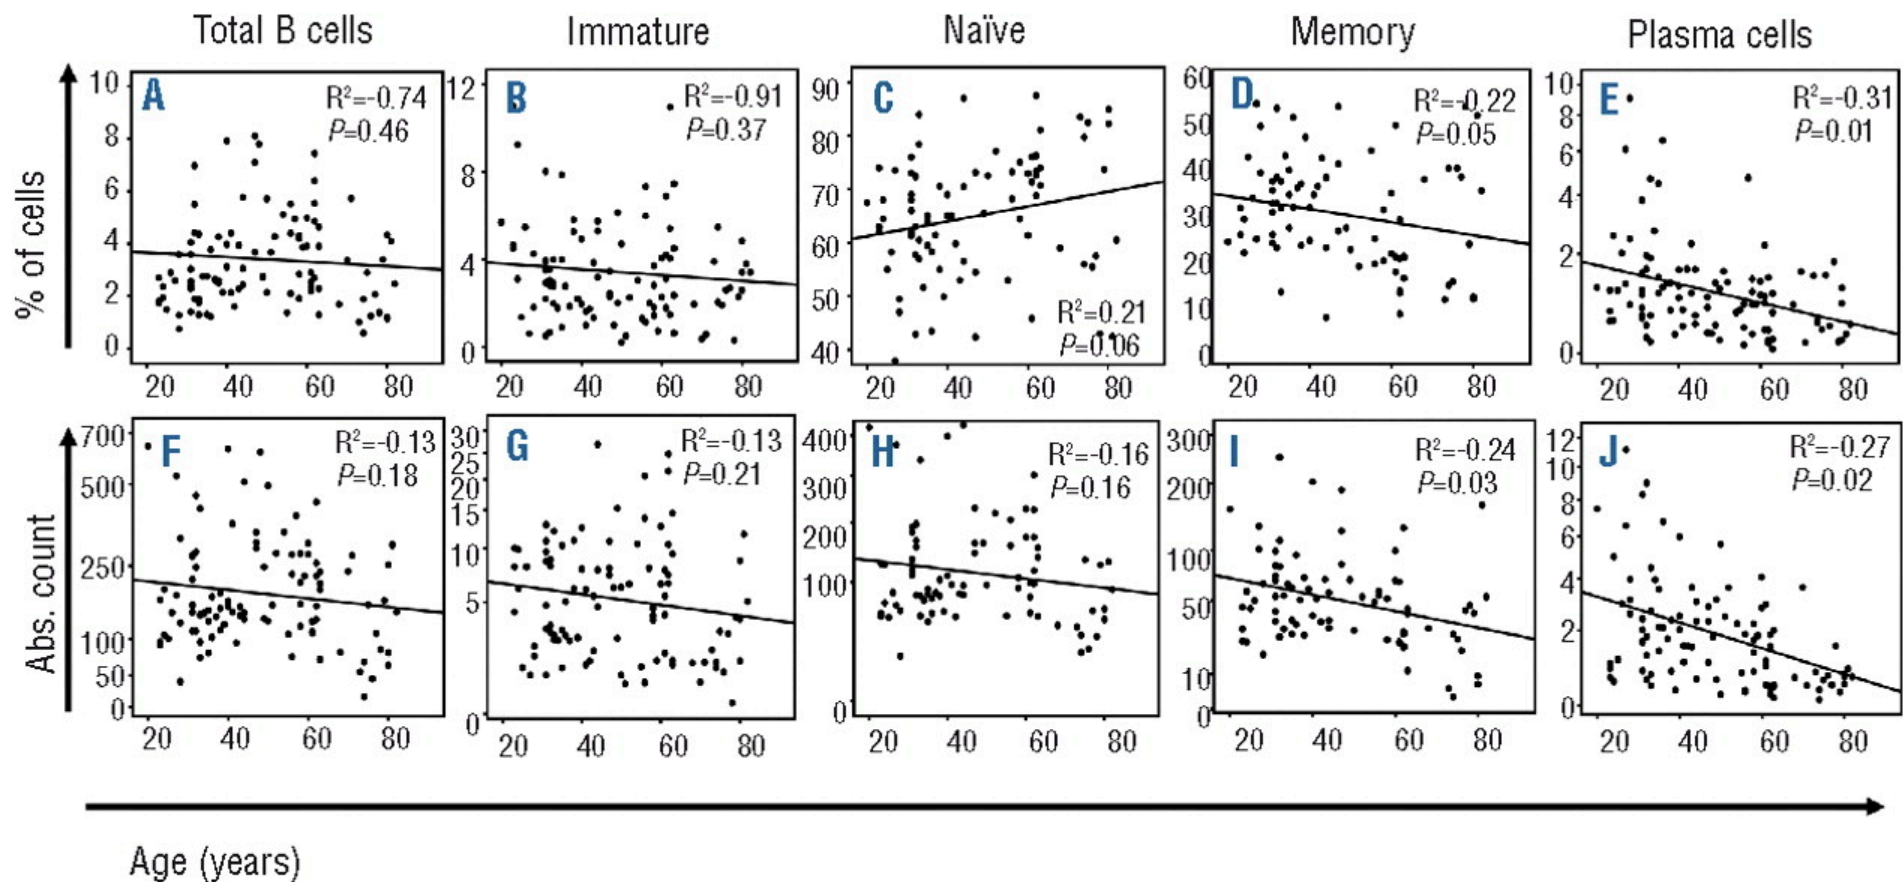 Total B cells
Immature
Naïve
Memory
Plasma cells
% of cells
A
R²=-0.74
P=0.46
10
8
6
4
2
0
20 40 60 80
B
R²=-0.91
P=0.37
12
8
4
0
20 40 60 80
C
R²=0.21
P=0.06
90
80
70
60
50
40
20 40 60 80
D
R²=-0.22
P=0.05
60
50
40
30
20
10
0
20 40 60 80
E
R²=-0.31
P=0.01
10
8
6
4
2
0
20 40 60 80
Abs. count
F
R²=-0.13
P=0.18
700
500
250
100
50
0
20 40 60 80
G
R²=-0.13
P=0.21
30
25
20
15
10
5
0
20 40 60 80
H
R²=-0.16
P=0.16
400
300
200
100
0
20 40 60 80
I
R²=-0.24
P=0.03
300
200
100
50
10
0
20 40 60 80
J
R²=-0.27
P=0.02
12
10
8
6
4
2
0
20 40 60 80
Age (years)